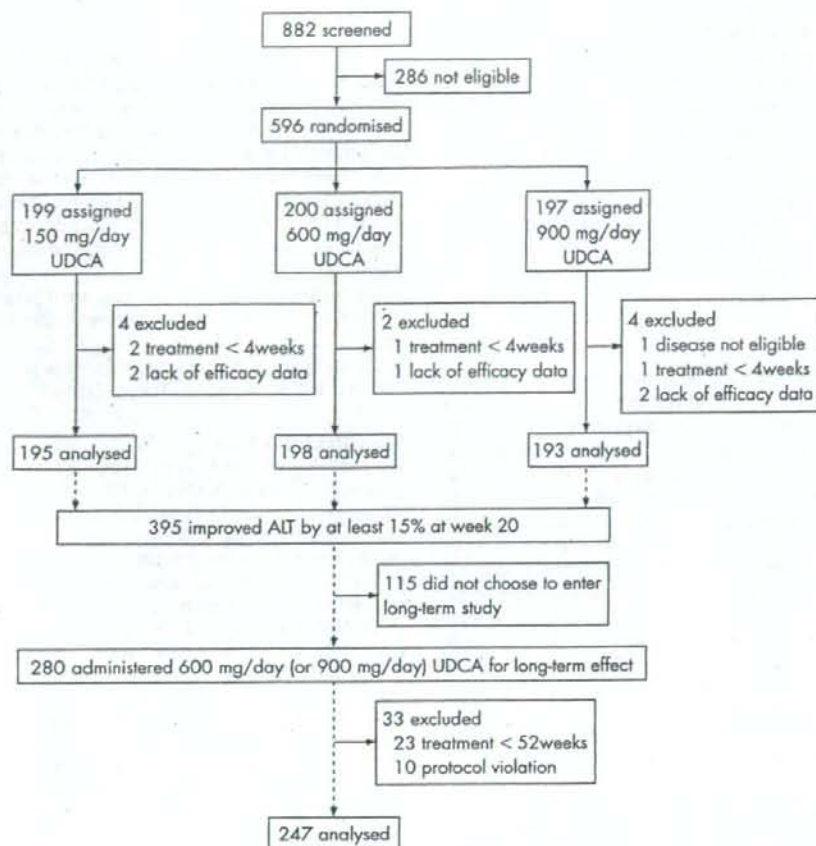 882 screened
286 not eligible
596 randomised
199 assigned
150 mg/day
UDCA
200 assigned
600 mg/day
UDCA
197 assigned
900 mg/day
UDCA
4 excluded
2 treatment < 4weeks
2 lack of efficacy data
2 excluded
1 treatment < 4weeks
1 lack of efficacy data
4 excluded
1 disease not eligible
1 treatment < 4weeks
2 lack of efficacy data
195 analysed
198 analysed
193 analysed
395 improved ALT by at least 15% at week 20
115 did not choose to enter
long-term study
280 administered 600 mg/day (or 900 mg/day) UDCA for long-term effect
33 excluded
23 treatment < 52weeks
10 protocol violation
247 analysed